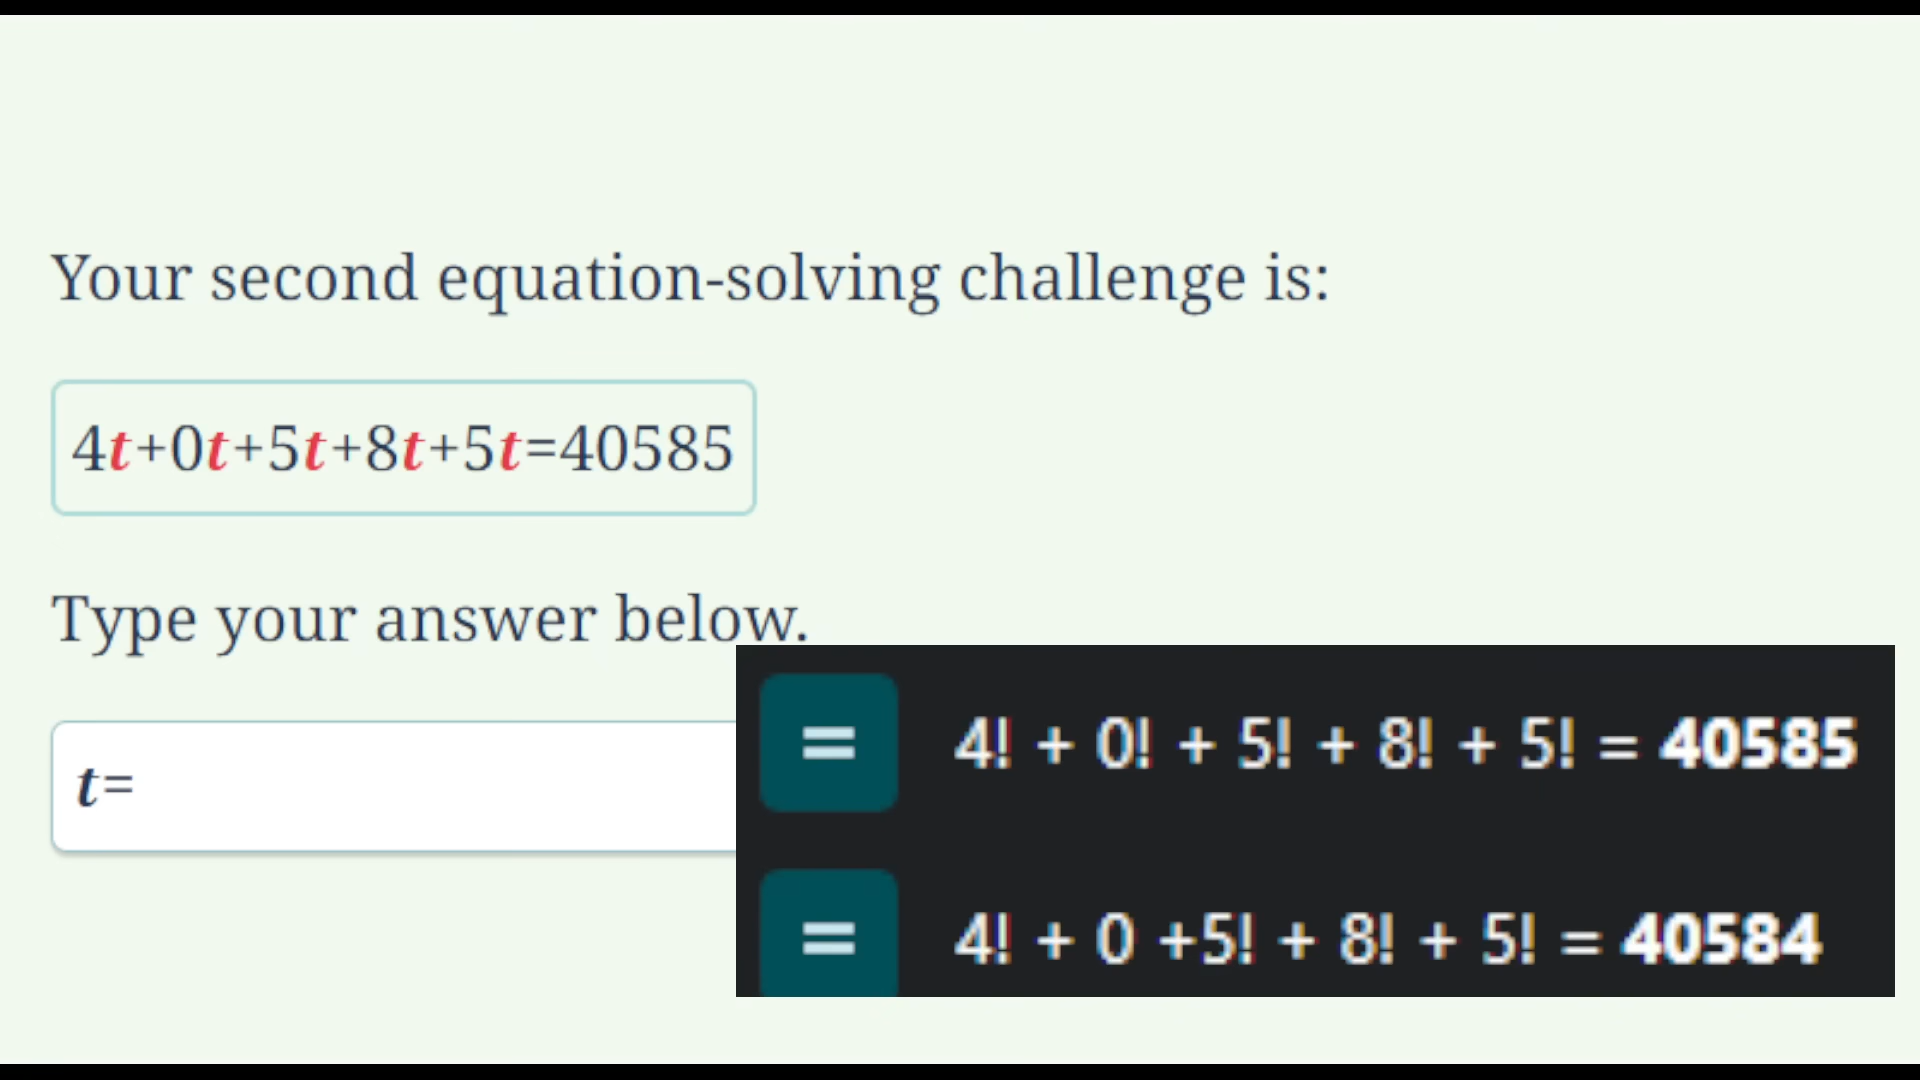 Your second equation-solving challenge is:
4t+0t+5t+8t+5t=40585
Type your answer below.
t=
= 4! + 0! + 5! + 8! + 5! = 40585
= 4! + 0 +5! + 8! + 5! = 40584